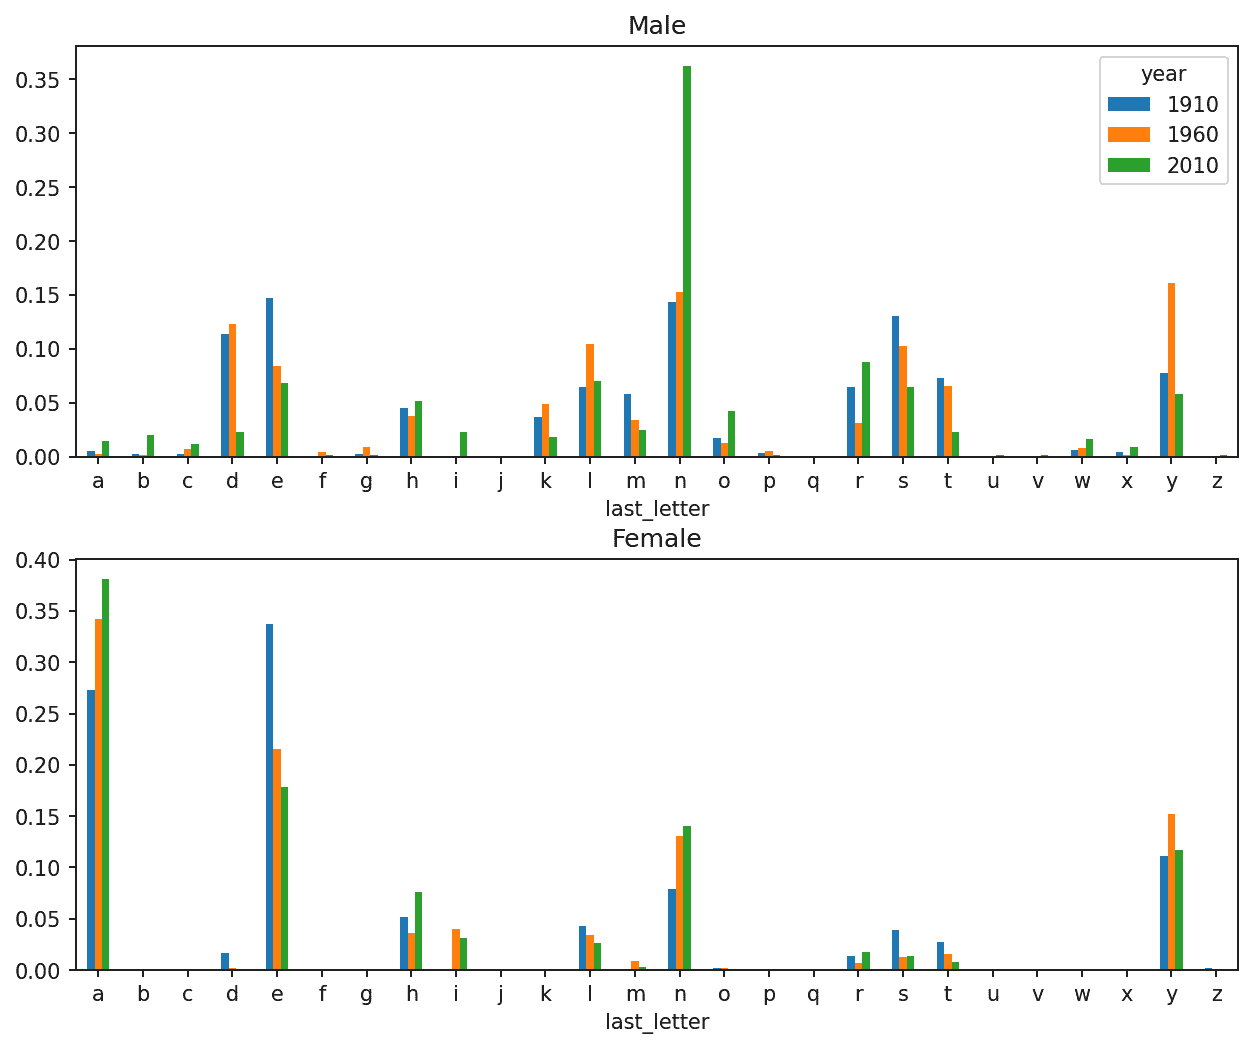 Male
year
1910
1960
2010
0.35
0.30
0.25
0.20
0.15
0.10
0.05
0.00
a b c d e f g h i j k l m n o p q r s t u v w x y z
last_letter
Female
0.40
0.35
0.30
0.25
0.20
0.15
0.10
0.05
0.00
a b c d e f g h i j k l m n o p q r s t u v w x y z
last_letter